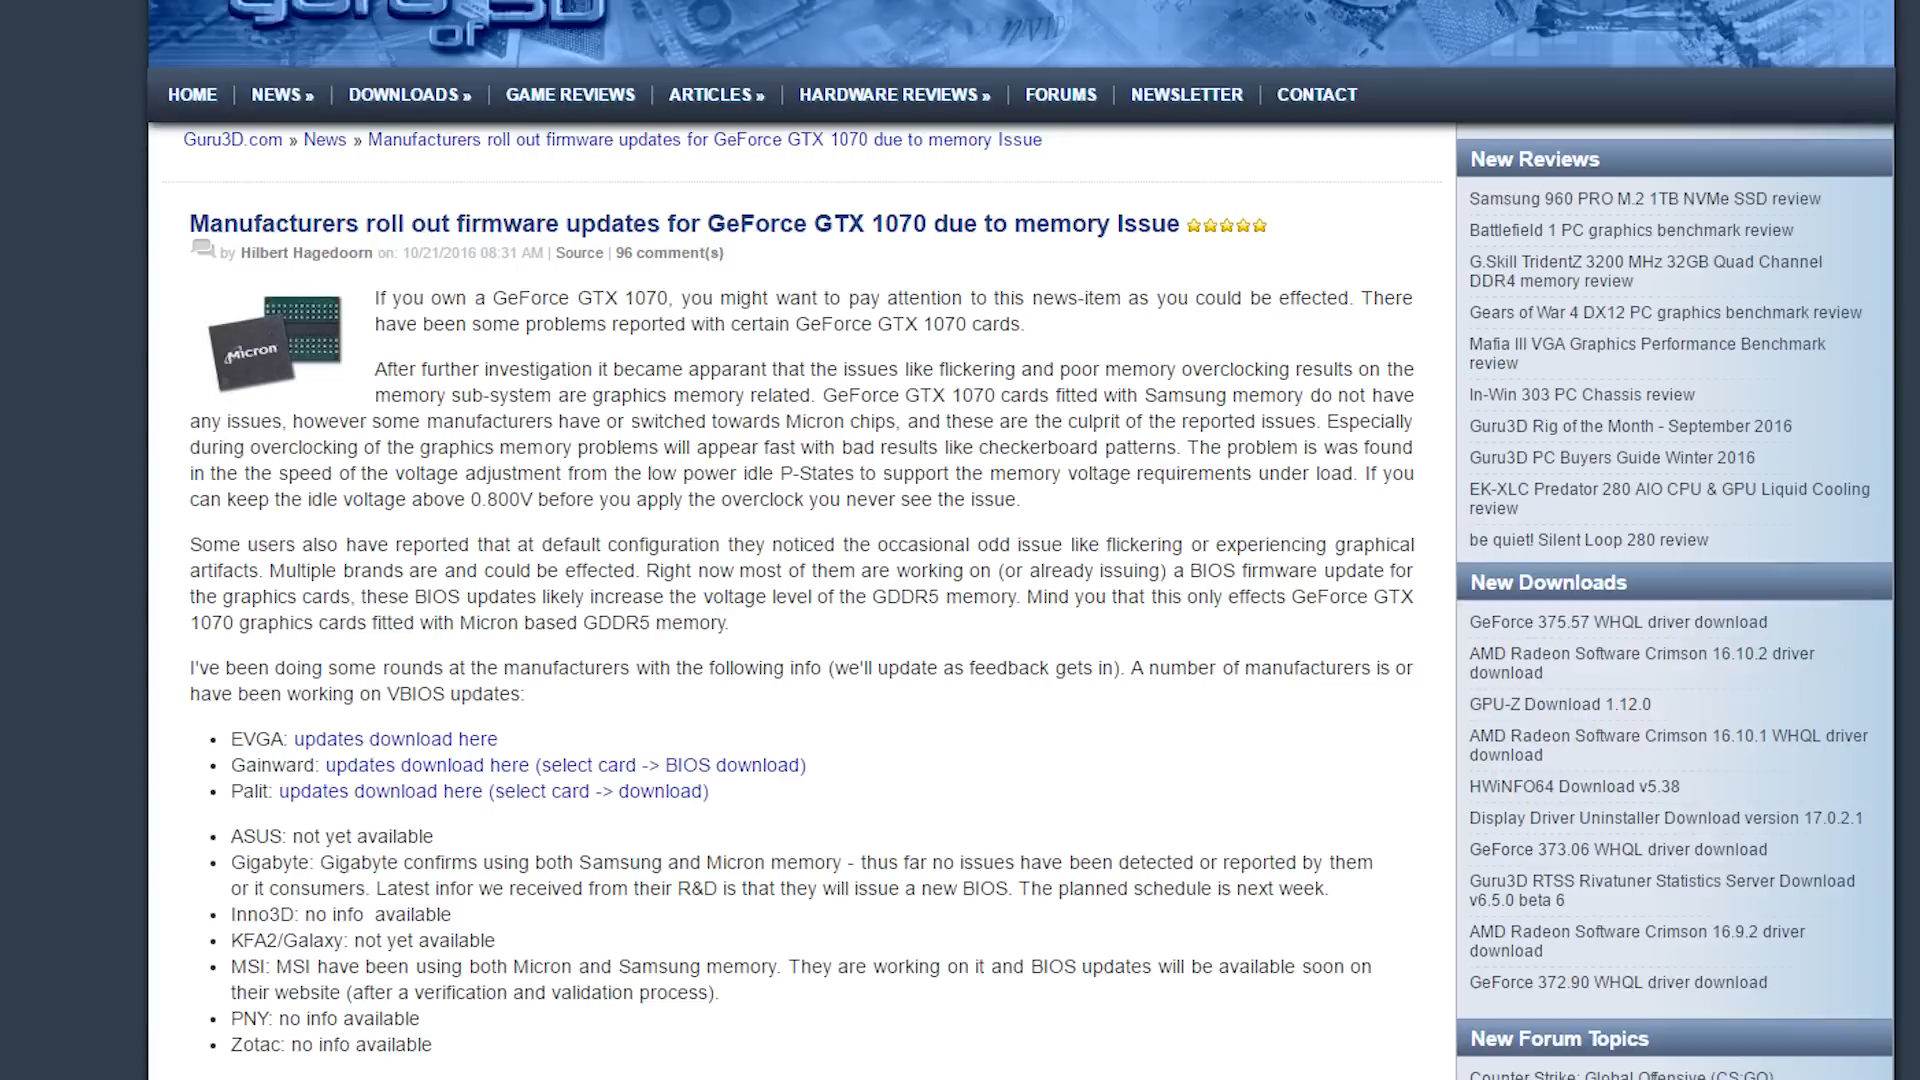 guru3D
of
HOME | NEWS » | DOWNLOADS » | GAME REVIEWS | ARTICLES » | HARDWARE REVIEWS » | FORUMS | NEWSLETTER | CONTACT
Guru3D.com » News » Manufacturers roll out firmware updates for GeForce GTX 1070 due to memory Issue
Manufacturers roll out firmware updates for GeForce GTX 1070 due to memory Issue
by Hilbert Hagedoorn on: 10/21/2016 08:31 AM | Source | 96 comment(s)
Micron
If you own a GeForce GTX 1070, you might want to pay attention to this news-item as you could be effected. There
have been some problems reported with certain GeForce GTX 1070 cards.
After further investigation it became apparant that the issues like flickering and poor memory overclocking results on the
memory sub-system are graphics memory related. GeForce GTX 1070 cards fitted with Samsung memory do not have
any issues, however some manufacturers have or switched towards Micron chips, and these are the culprit of the reported issues. Especially
during overclocking of the graphics memory problems will appear fast with bad results like checkerboard patterns. The problem is was found
in the the speed of the voltage adjustment from the low power idle P-States to support the memory voltage requirements under load. If you
can keep the idle voltage above 0.800V before you apply the overclock you never see the issue.
Some users also have reported that at default configuration they noticed the occasional odd issue like flickering or experiencing graphical
artifacts. Multiple brands are and could be effected. Right now most of them are working on (or already issuing) a BIOS firmware update for
the graphics cards, these BIOS updates likely increase the voltage level of the GDDR5 memory. Mind you that this only effects GeForce GTX
1070 graphics cards fitted with Micron based GDDR5 memory.
I've been doing some rounds at the manufacturers with the following info (we'll update as feedback gets in). A number of manufacturers is or
have been working on VBIOS updates:
• EVGA: updates download here
• Gainward: updates download here (select card -> BIOS download)
• Palit: updates download here (select card -> download)
• ASUS: not yet available
• Gigabyte: Gigabyte confirms using both Samsung and Micron memory - thus far no issues have been detected or reported by them
or it consumers. Latest infor we received from their R&D is that they will issue a new BIOS. The planned schedule is next week.
• Inno3D: no info available
• KFA2/Galaxy: not yet available
• MSI: MSI have been using both Micron and Samsung memory. They are working on it and BIOS updates will be available soon on
their website (after a verification and validation process).
• PNY: no info available
• Zotac: no info available
New Reviews
Samsung 960 PRO M.2 1TB NVMe SSD review
Battlefield 1 PC graphics benchmark review
G.Skill TridentZ 3200 MHz 32GB Quad Channel
DDR4 memory review
Gears of War 4 DX12 PC graphics benchmark review
Mafia III VGA Graphics Performance Benchmark
review
In-Win 303 PC Chassis review
Guru3D Rig of the Month - September 2016
Guru3D PC Buyers Guide Winter 2016
EK-XLC Predator 280 AIO CPU & GPU Liquid Cooling
review
be quiet! Silent Loop 280 review
New Downloads
GeForce 375.57 WHQL driver download
AMD Radeon Software Crimson 16.10.2 driver
download
GPU-Z Download 1.12.0
AMD Radeon Software Crimson 16.10.1 WHQL driver
download
HWiNFO64 Download v5.38
Display Driver Uninstaller Download version 17.0.2.1
GeForce 373.06 WHQL driver download
Guru3D RTSS Rivatuner Statistics Server Download
v6.5.0 beta 6
AMD Radeon Software Crimson 16.9.2 driver
download
GeForce 372.90 WHQL driver download
New Forum Topics
Counter Strike: Global Offensive (CS:GO)